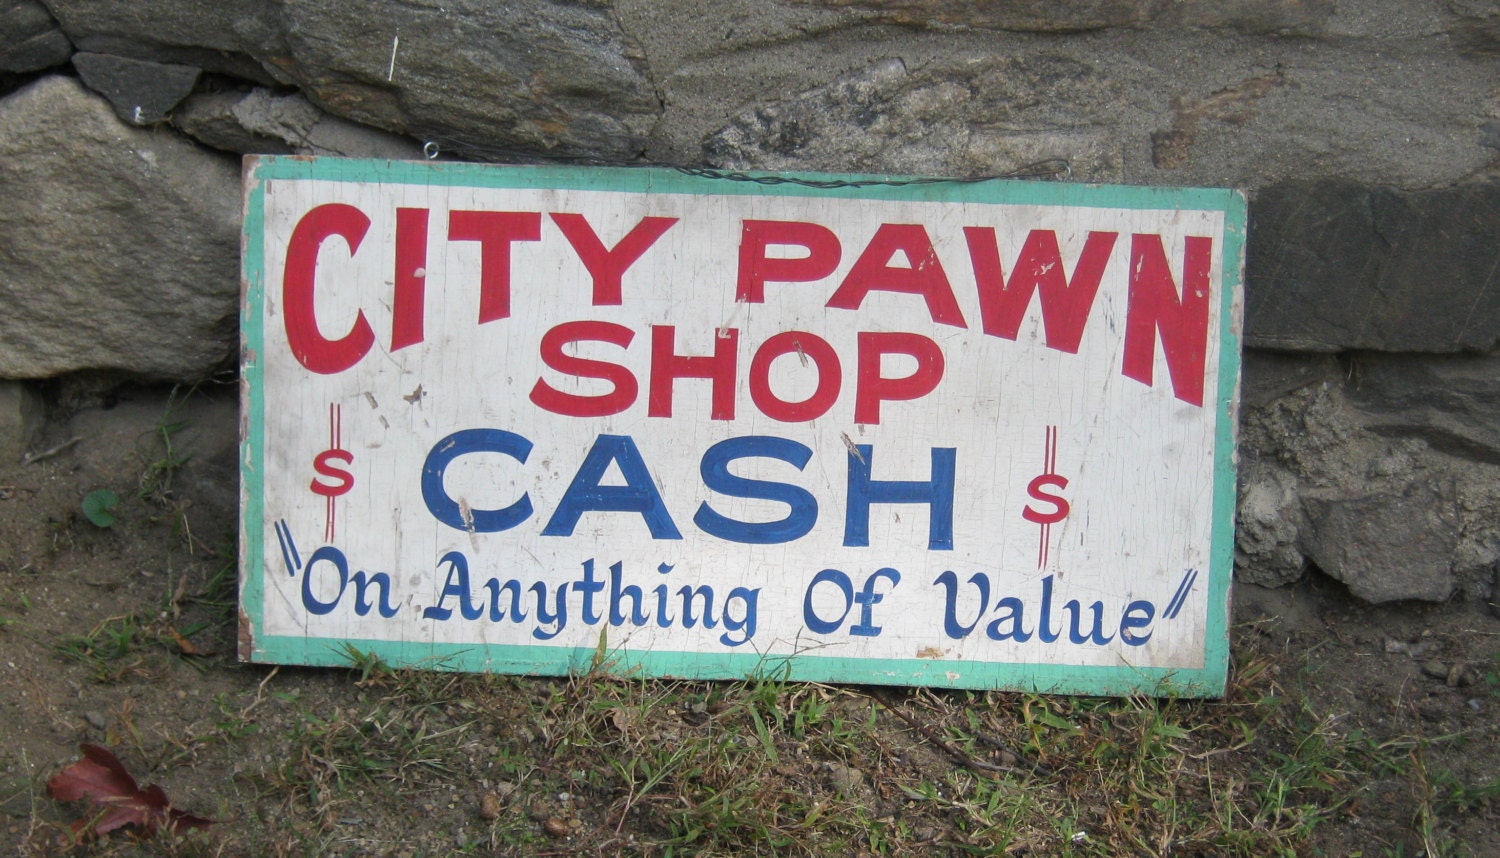 CITY PAWN
SHOP
$ CASH $
"On Anything Of Value"